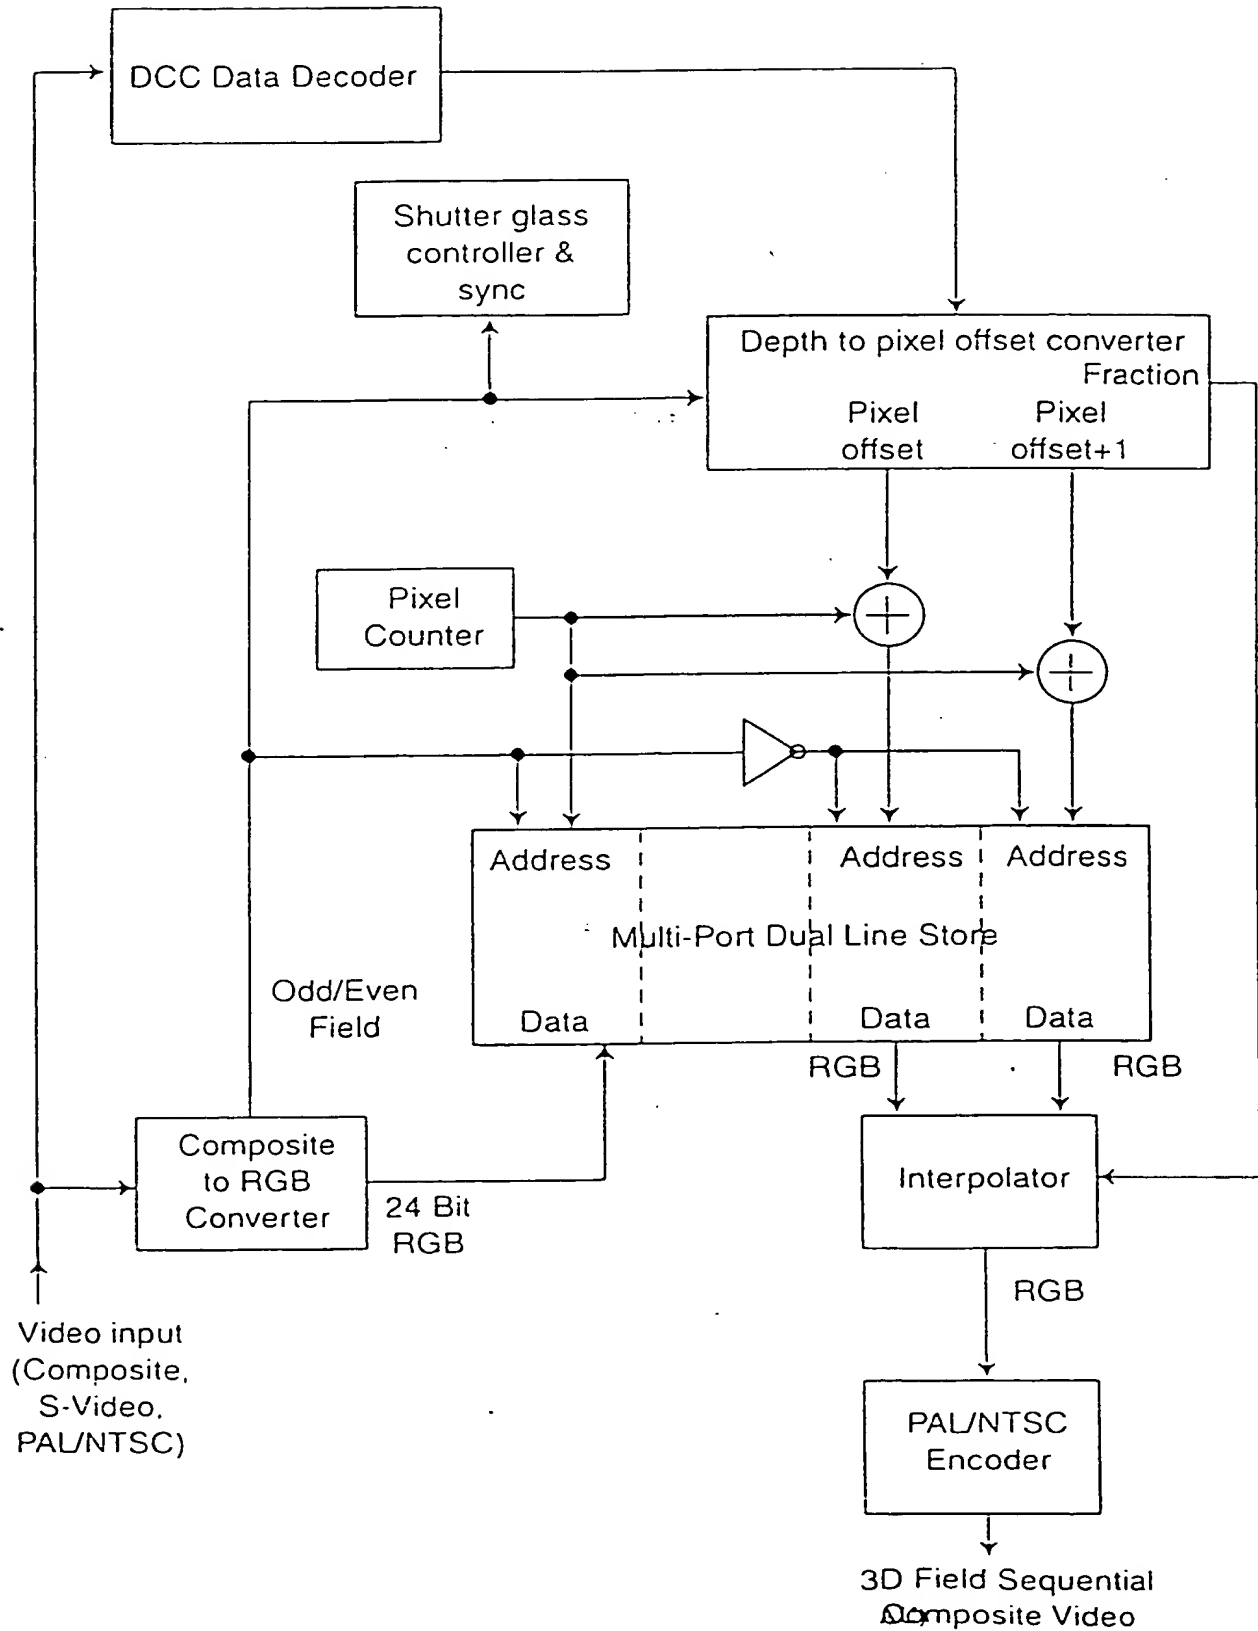 DCC Data Decoder
Shutter glass
controller &
sync
Depth to pixel offset converter
Fraction
Pixel
offset
Pixel
offset+1
Pixel
Counter
Address
Address
Address
Multi-Port Dual Line Store
Odd/Even
Field
Data
Data
Data
RGB
RGB
Composite
to RGB
Converter
24 Bit
RGB
Interpolator
RGB
Video input
(Composite,
S-Video,
PAL/NTSC)
PAL/NTSC
Encoder
3D Field Sequential
Composite Video